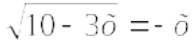 √10 - 3õ = - õ